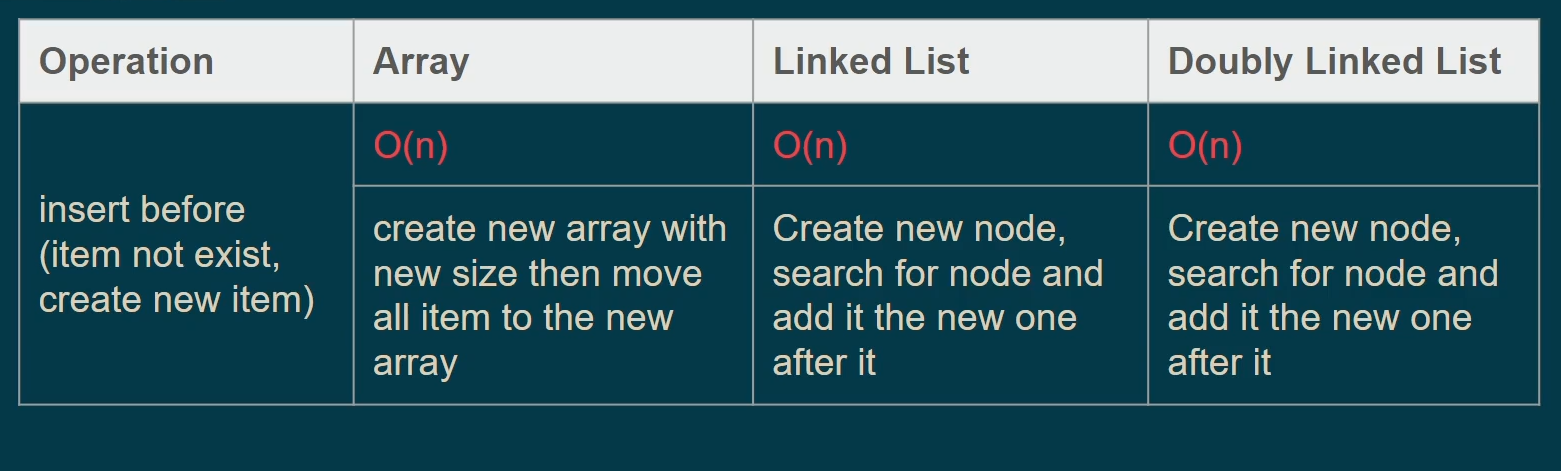 Operation Array Linked List Doubly Linked List
O(n) O(n) O(n)
insert before
(item not exist,
create new item)
create new array with
new size then move
all item to the new
array
Create new node,
search for node and
add it the new one
after it
Create new node,
search for node and
add it the new one
after it